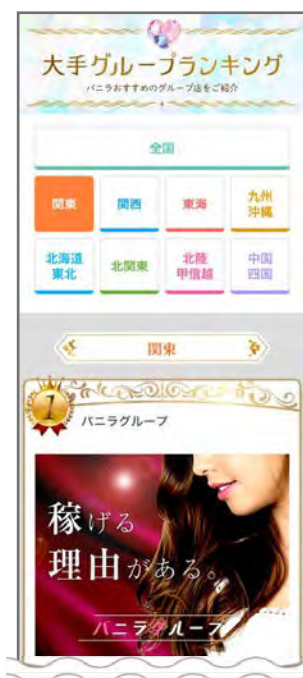 大手グループランキング
バニラおすすめのグループ店をご紹介
全国
関東
関西
東海
九州
沖縄
北海道
東北
北関東
北陸
甲信越
中国
四国
関東
1
バニラグループ
稼げる
理由がある。
バニラグループ